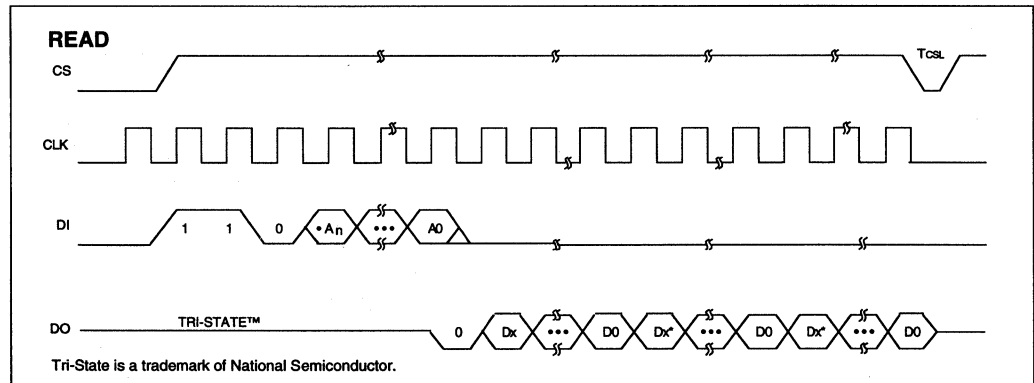 READ
CS
TCSL
CLK
DI
1 1 0 •An ••• A0
DO
TRI-STATE™
0 Dx ••• D0 Dx* ••• D0 Dx* ••• D0
Tri-State is a trademark of National Semiconductor.